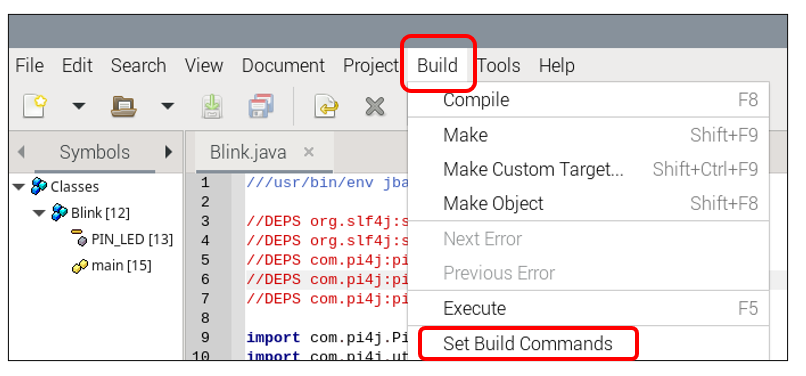 File Edit Search View Document Project Build Tools Help
Compile F8
Make Shift+F9
Make Custom Target... Shift+Ctrl+F9
Make Object Shift+F8
Next Error
Previous Error
Execute F5
Set Build Commands
Symbols
Classes
Blink [12]
PIN_LED [13]
main [15]
Blink.java ×
1 ///usr/bin/env jba
2
3 //DEPS org.slf4j:s
4 //DEPS org.slf4j:s
5 //DEPS com.pi4j:pi
6 //DEPS com.pi4j:pi
7 //DEPS com.pi4j:pi
8
9 import com.pi4j.Pi
10 import com.pi4j.ut